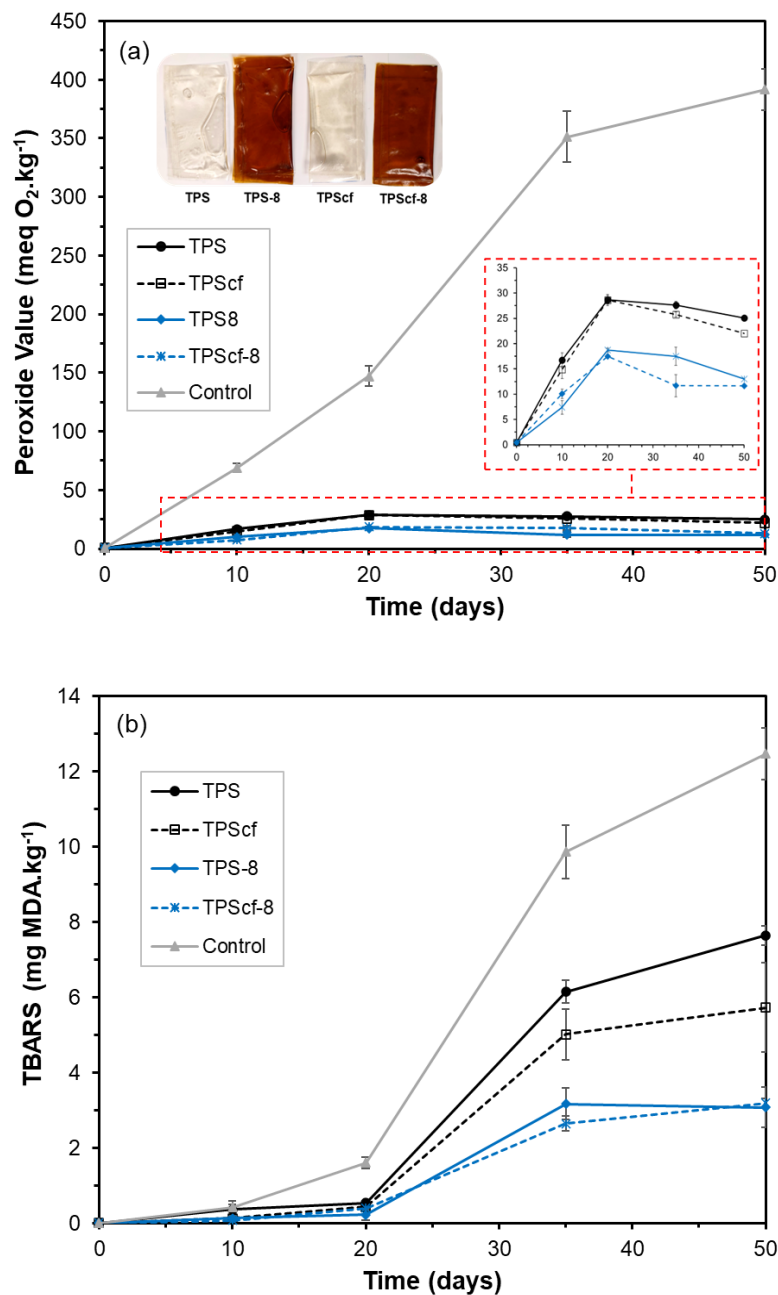 (a)
TPS TPS-8 TPScf TPScf-8
TPS
TPScf
TPS8
TPScf-8
Control
Peroxide Value (meq O₂.kg⁻¹)
450
400
350
300
250
200
150
100
50
0
0 10 20 30 40 50
Time (days)
35
30
25
20
15
10
5
0
0 10 20 30 40 50
(b)
TPS
TPScf
TPS-8
TPScf-8
Control
TBARS (mg MDA.kg⁻¹)
14
12
10
8
6
4
2
0
0 10 20 30 40 50
Time (days)